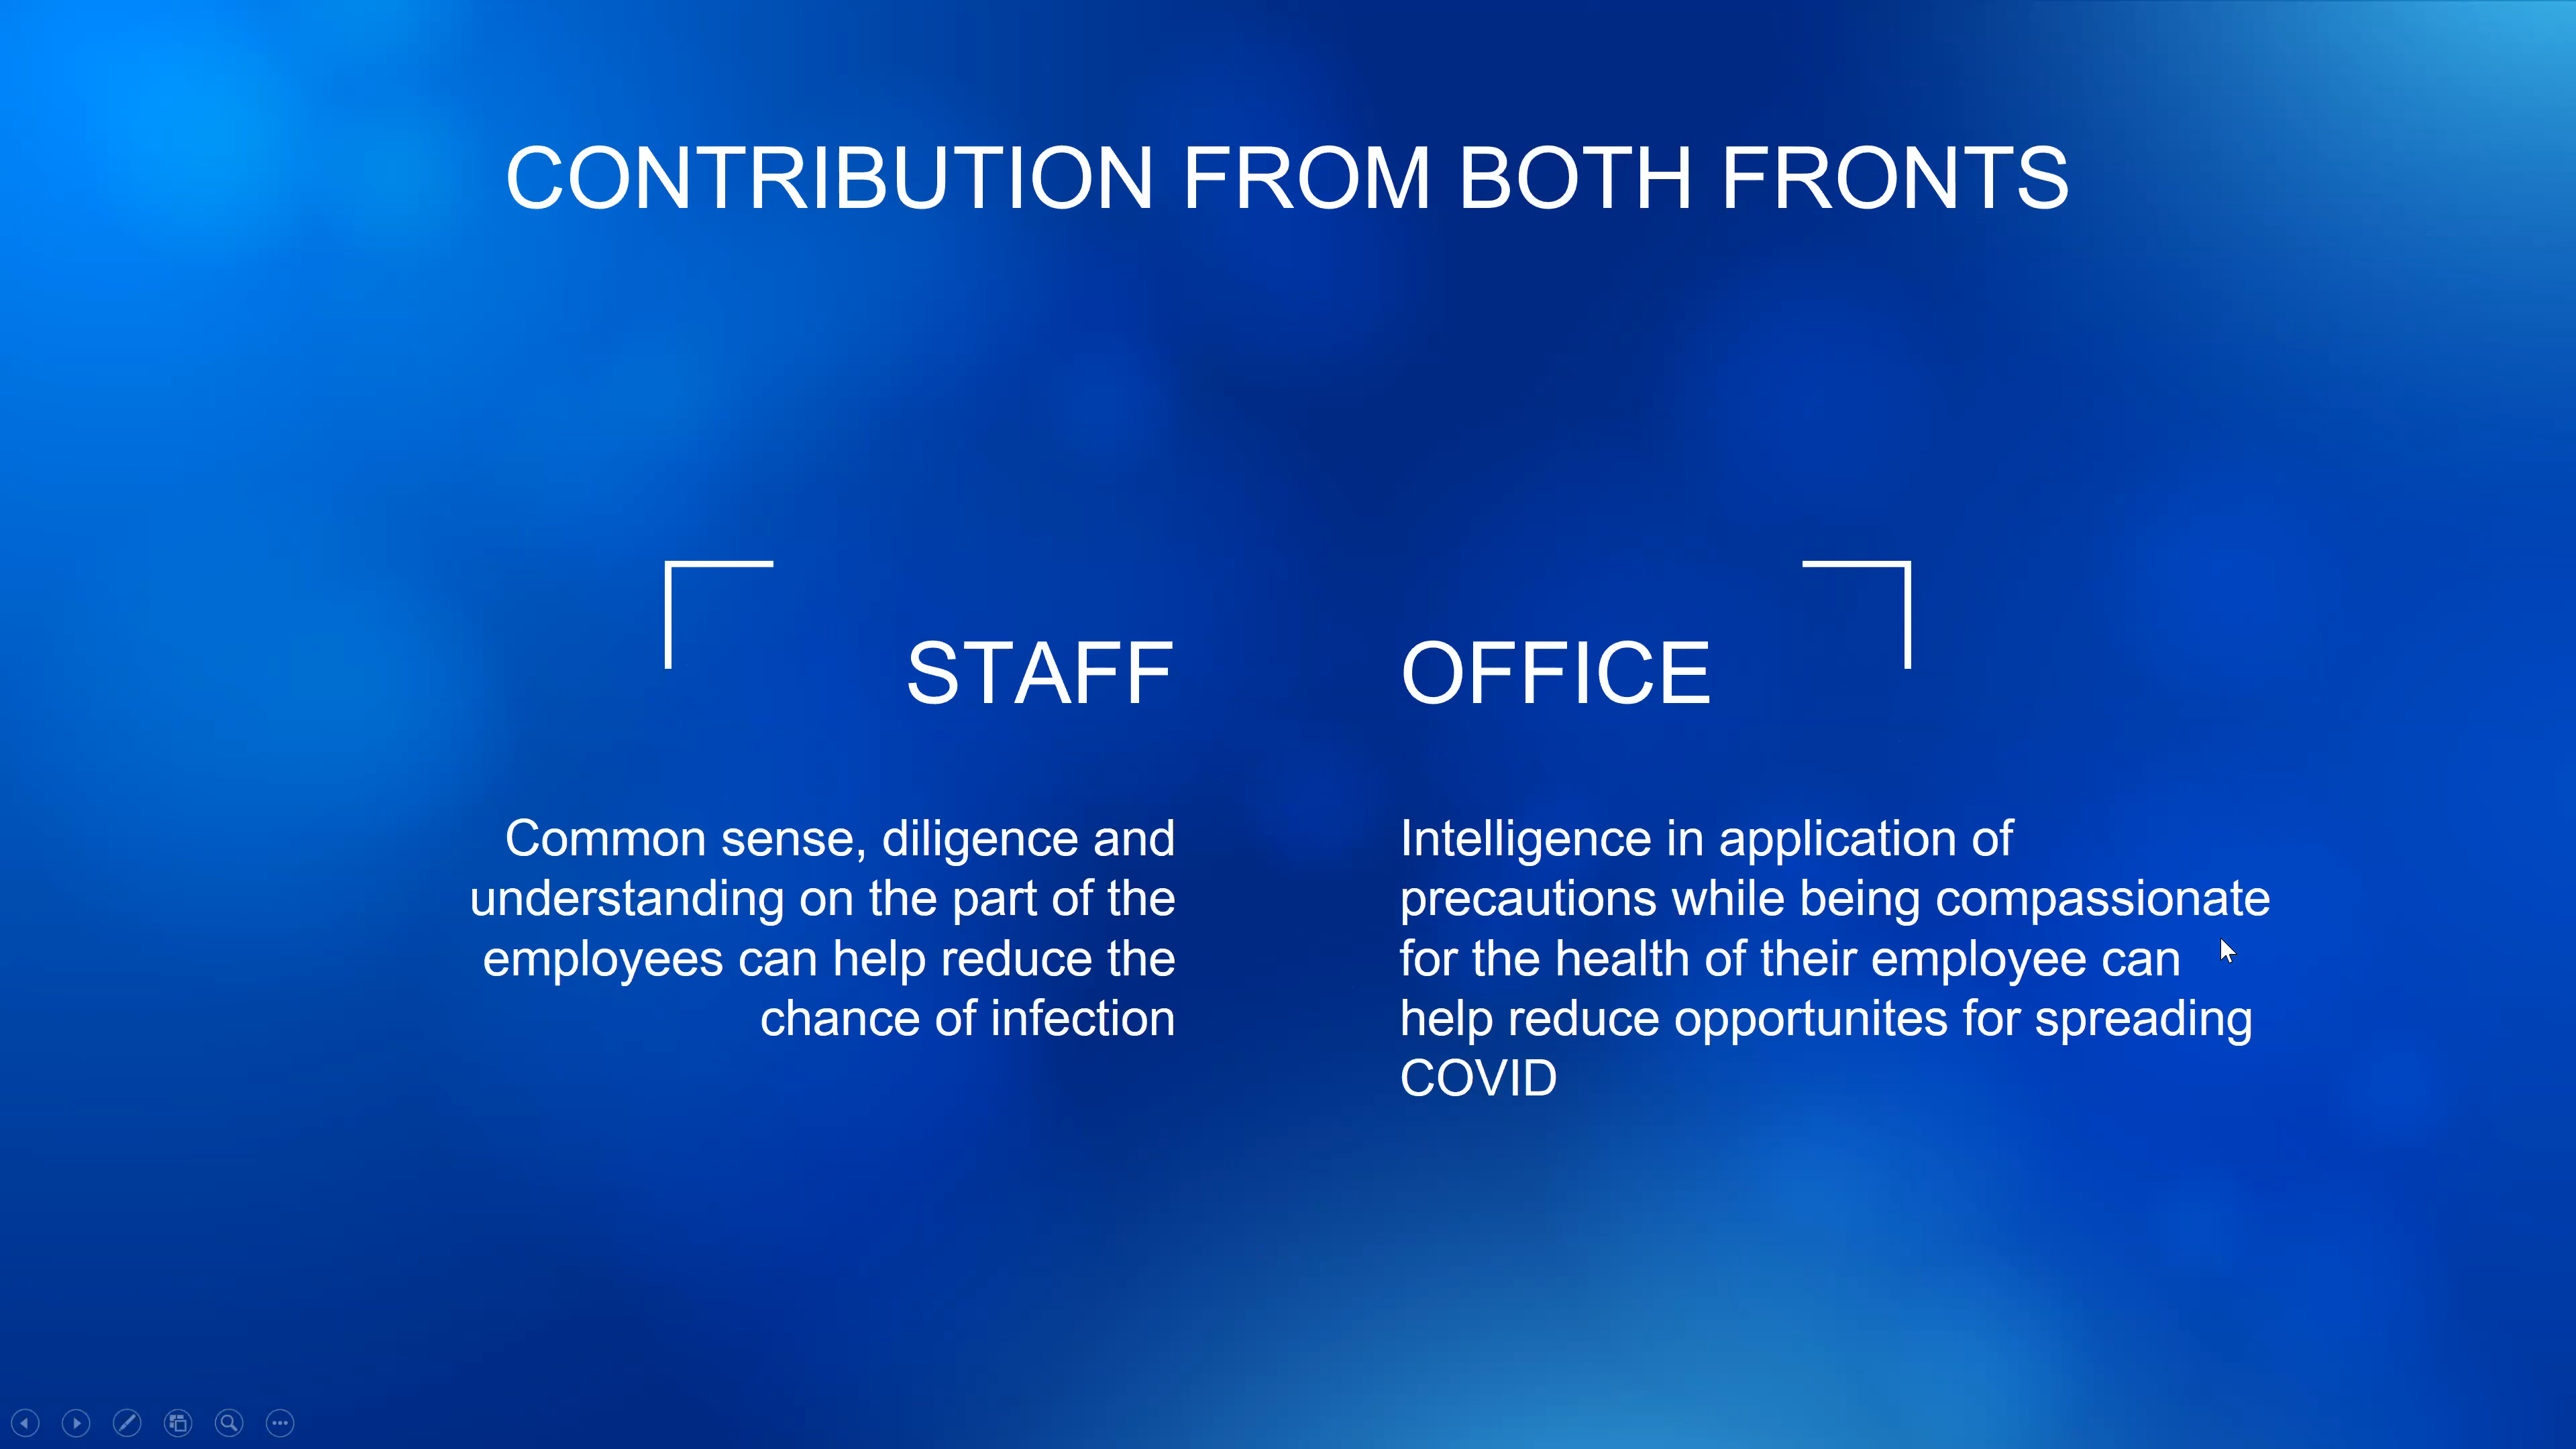 CONTRIBUTION FROM BOTH FRONTS
STAFF
Common sense, diligence and
understanding on the part of the
employees can help reduce the
chance of infection
OFFICE
Intelligence in application of
precautions while being compassionate
for the health of their employee can
help reduce opportunites for spreading
COVID